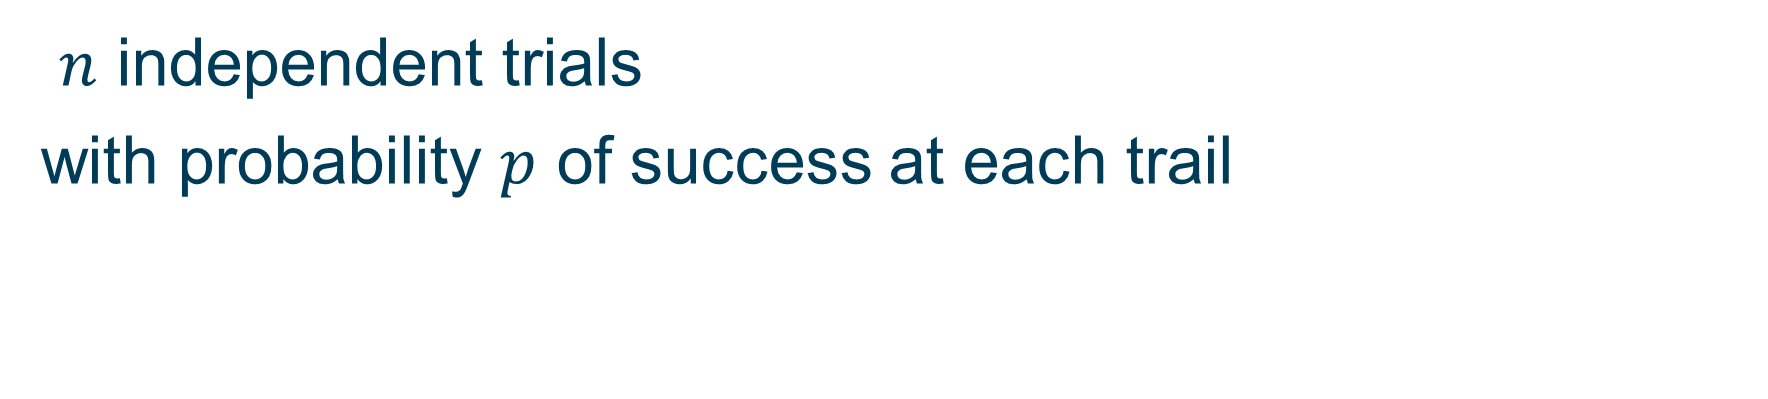 n independent trials
with probability p of success at each trail